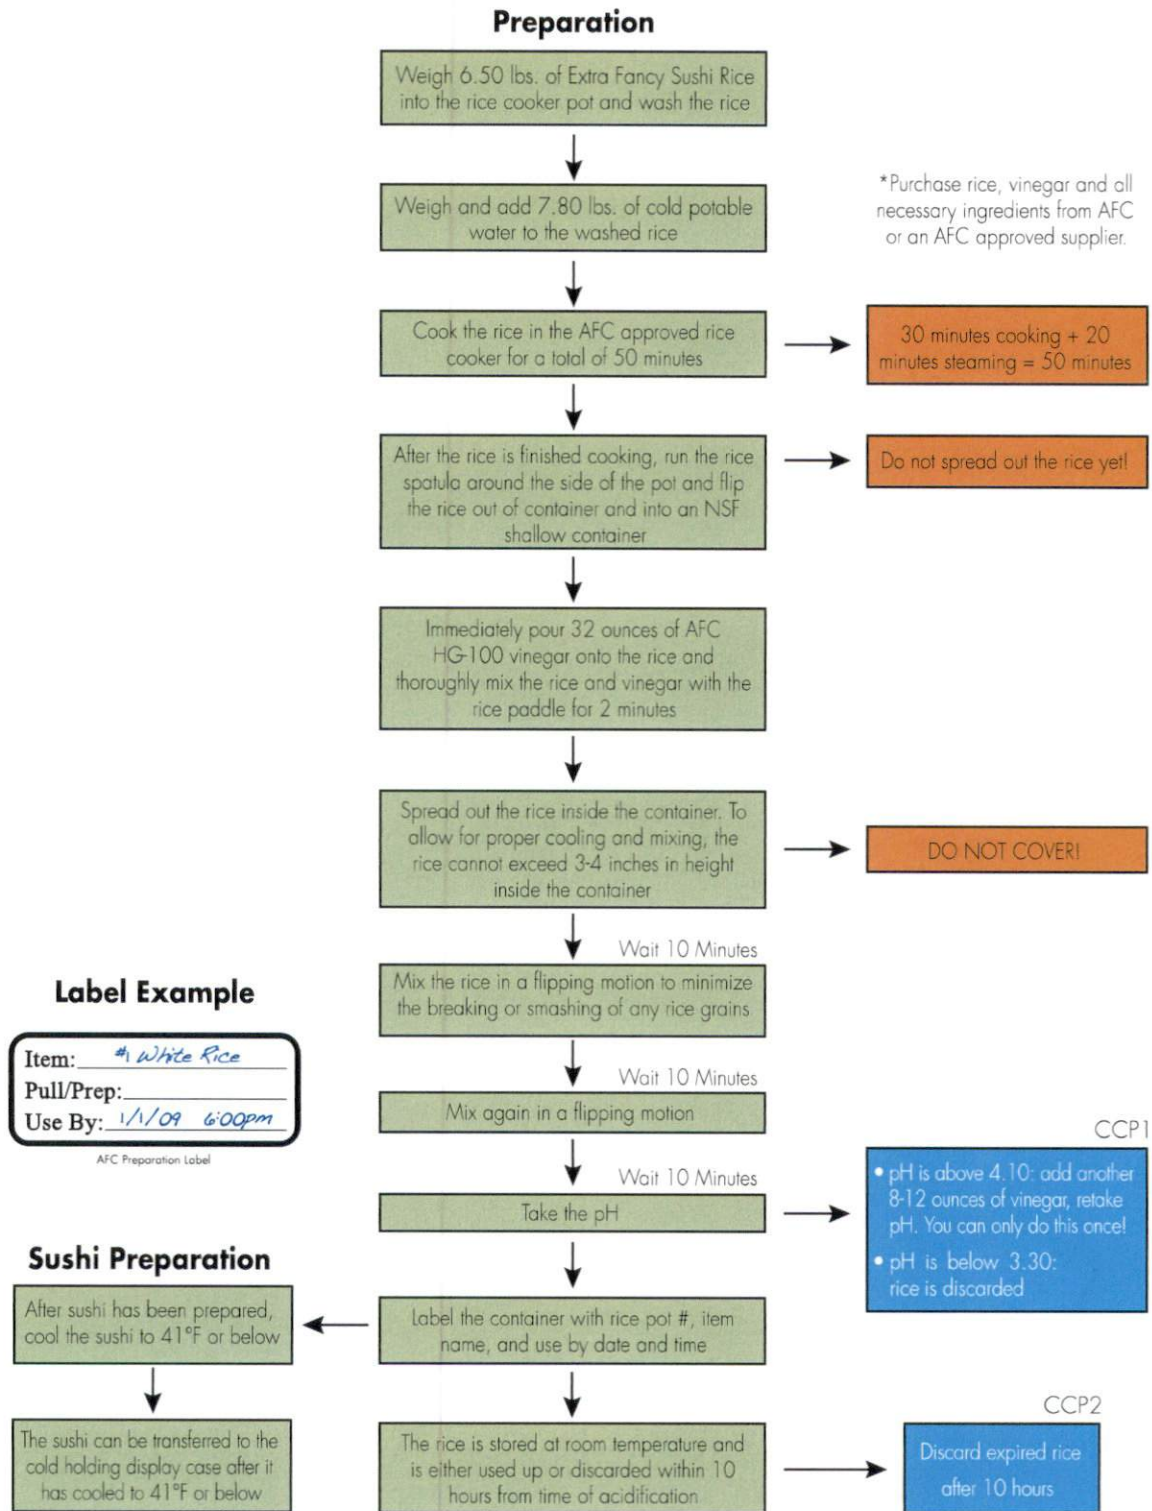 Preparation
Weigh 6.50 lbs. of Extra Fancy Sushi Rice
into the rice cooker pot and wash the rice
Weigh and add 7.80 lbs. of cold potable
water to the washed rice
*Purchase rice, vinegar and all
necessary ingredients from AFC
or an AFC approved supplier.
Cook the rice in the AFC approved rice
cooker for a total of 50 minutes
30 minutes cooking + 20
minutes steaming = 50 minutes
After the rice is finished cooking, run the rice
spatula around the side of the pot and flip
the rice out of container and into an NSF
shallow container
Do not spread out the rice yet!
Immediately pour 32 ounces of AFC
HG-100 vinegar onto the rice and
thoroughly mix the rice and vinegar with the
rice paddle for 2 minutes
Spread out the rice inside the container. To
allow for proper cooling and mixing, the
rice cannot exceed 3-4 inches in height
inside the container
DO NOT COVER!
Wait 10 Minutes
Mix the rice in a flipping motion to minimize
the breaking or smashing of any rice grains
Wait 10 Minutes
Mix again in a flipping motion
Wait 10 Minutes
Take the pH
CCP1
• pH is above 4.10: add another
8-12 ounces of vinegar, retake
pH. You can only do this once!
• pH is below 3.30:
rice is discarded
Label Example
Item: #1 White Rice
Pull/Prep:
Use By: 1/1/09 6:00pm
AFC Preparation Label
Label the container with rice pot #, item
name, and use by date and time
Sushi Preparation
After sushi has been prepared,
cool the sushi to 41°F or below
The sushi can be transferred to the
cold holding display case after it
has cooled to 41°F or below
The rice is stored at room temperature and
is either used up or discarded within 10
hours from time of acidification
CCP2
Discard expired rice
after 10 hours